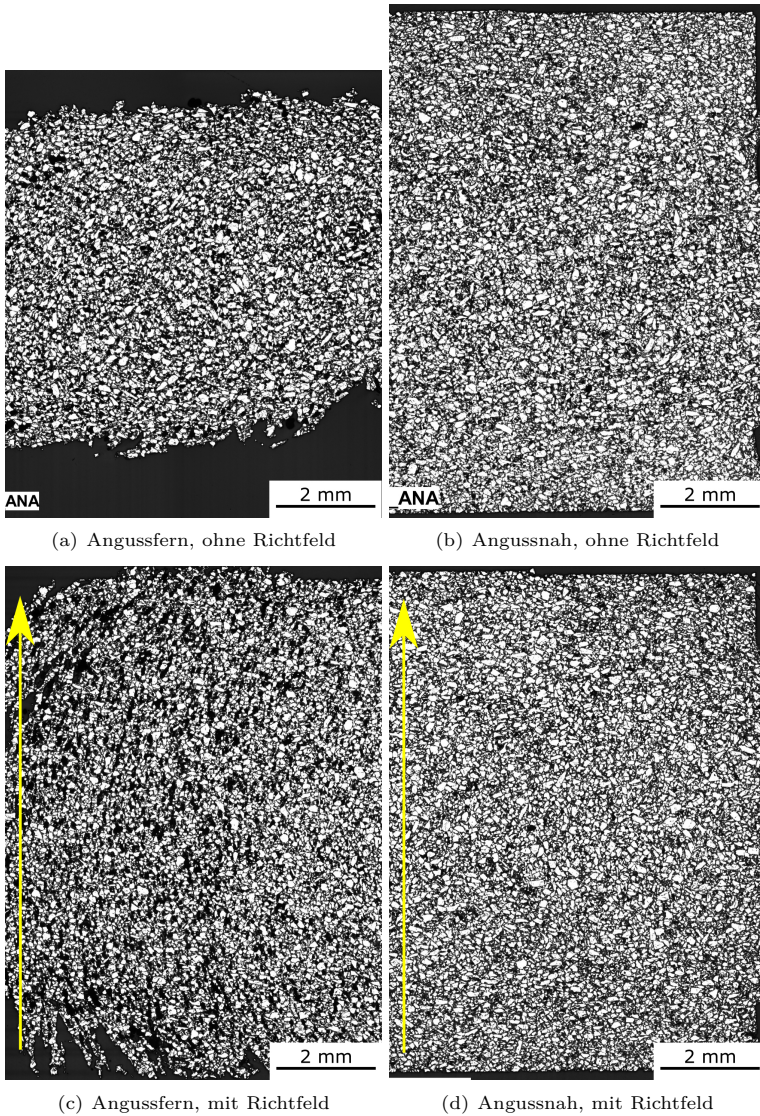 ANA
2 mm
ANA
2 mm
(a) Angussfern, ohne Richtfeld
(b) Angussnah, ohne Richtfeld
2 mm
2 mm
(c) Angussfern, mit Richtfeld
(d) Angussnah, mit Richtfeld